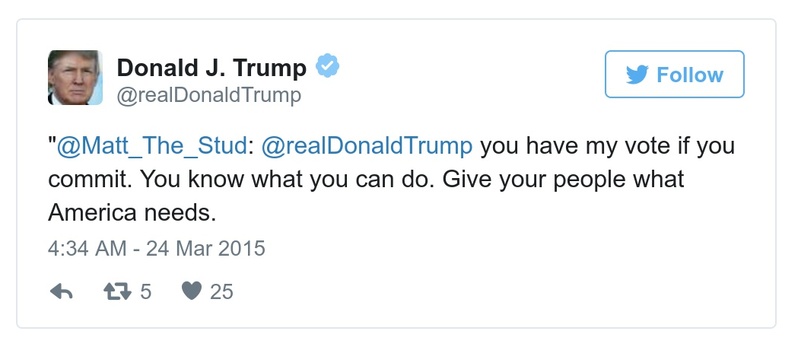 Donald J. Trump
@realDonaldTrump
Follow
"@Matt_The_Stud: @realDonaldTrump you have my vote if you
commit. You know what you can do. Give your people what
America needs.
4:34 AM - 24 Mar 2015
5 25